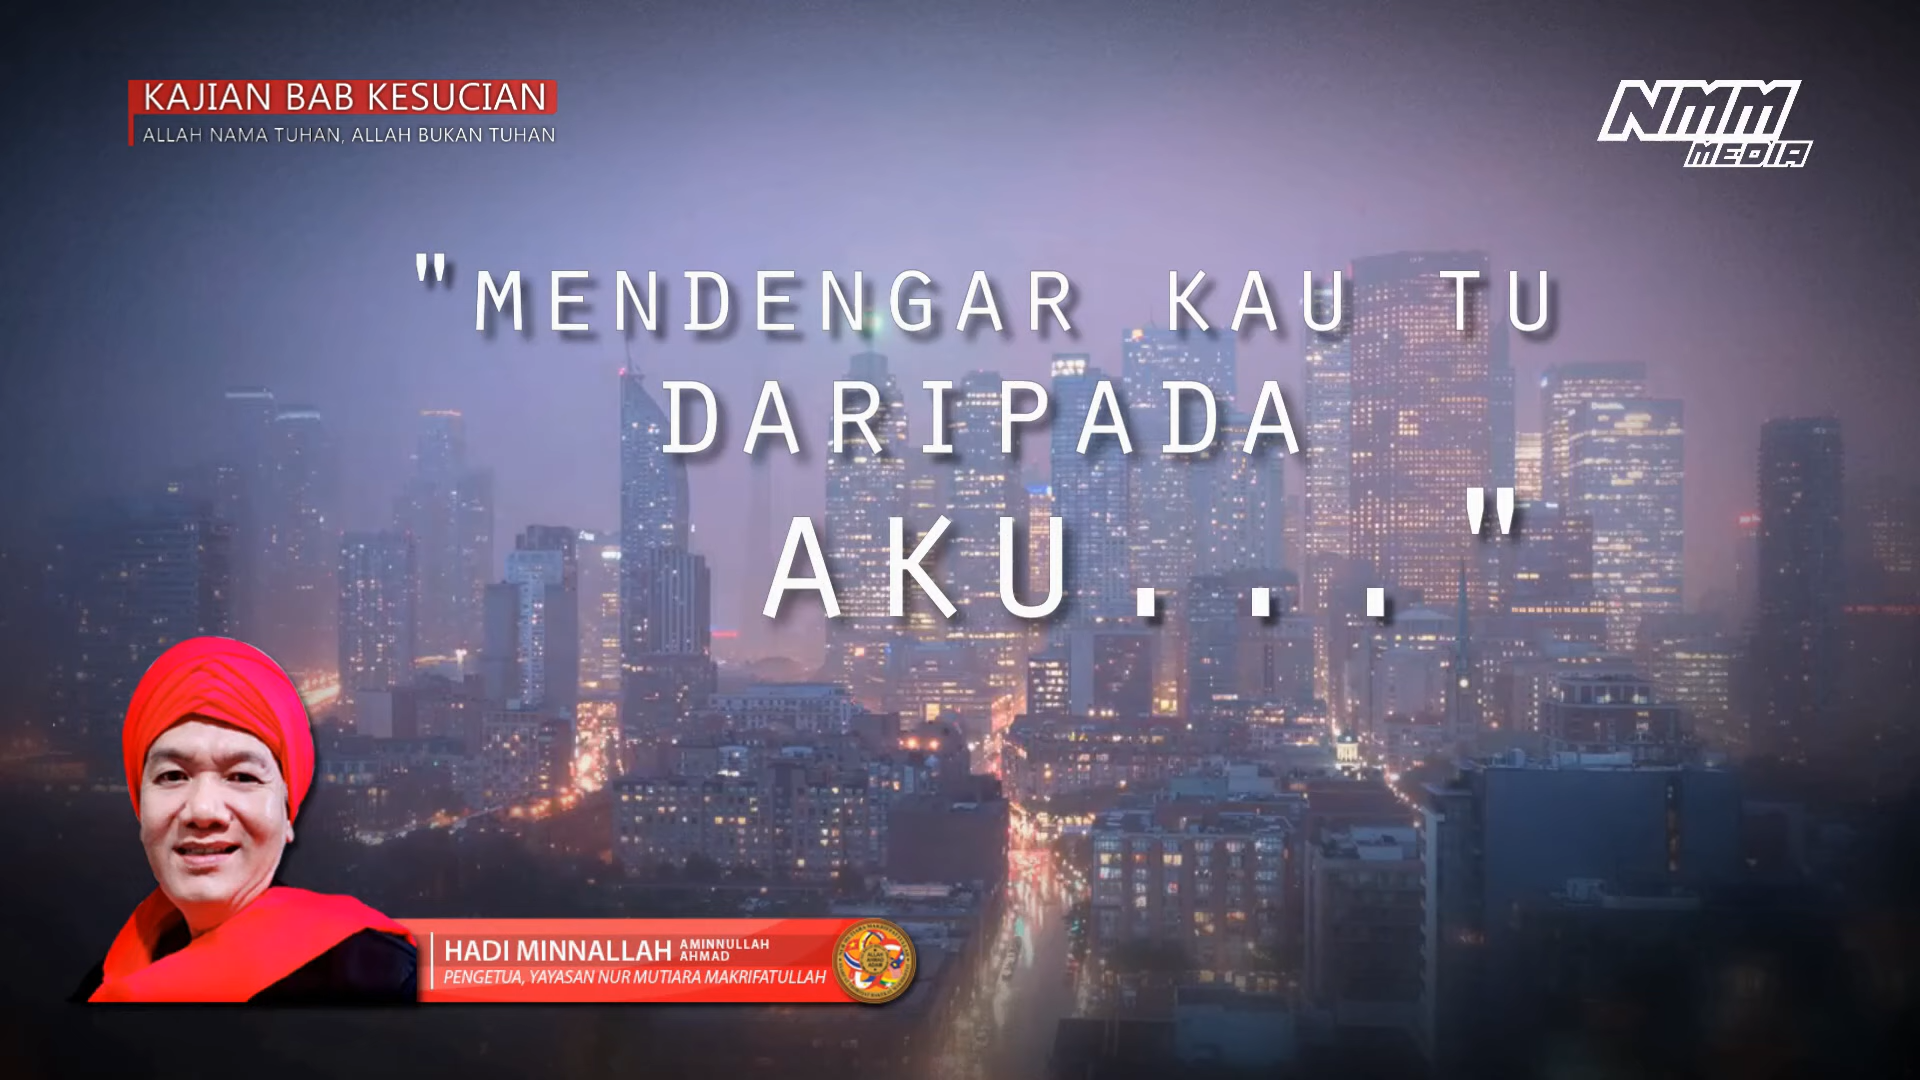 KAJIAN BAB KESUCIAN
ALLAH NAMA TUHAN, ALLAH BUKAN TUHAN
NMM
MEDIA
"MENDENGAR KAU TU
DARIPADA
AKU..."
HADI MINNALLAH AMINNULLAH
AHMAD
PENGETUA, YAYASAN NUR MUTIARA MAKRIFATULLAH